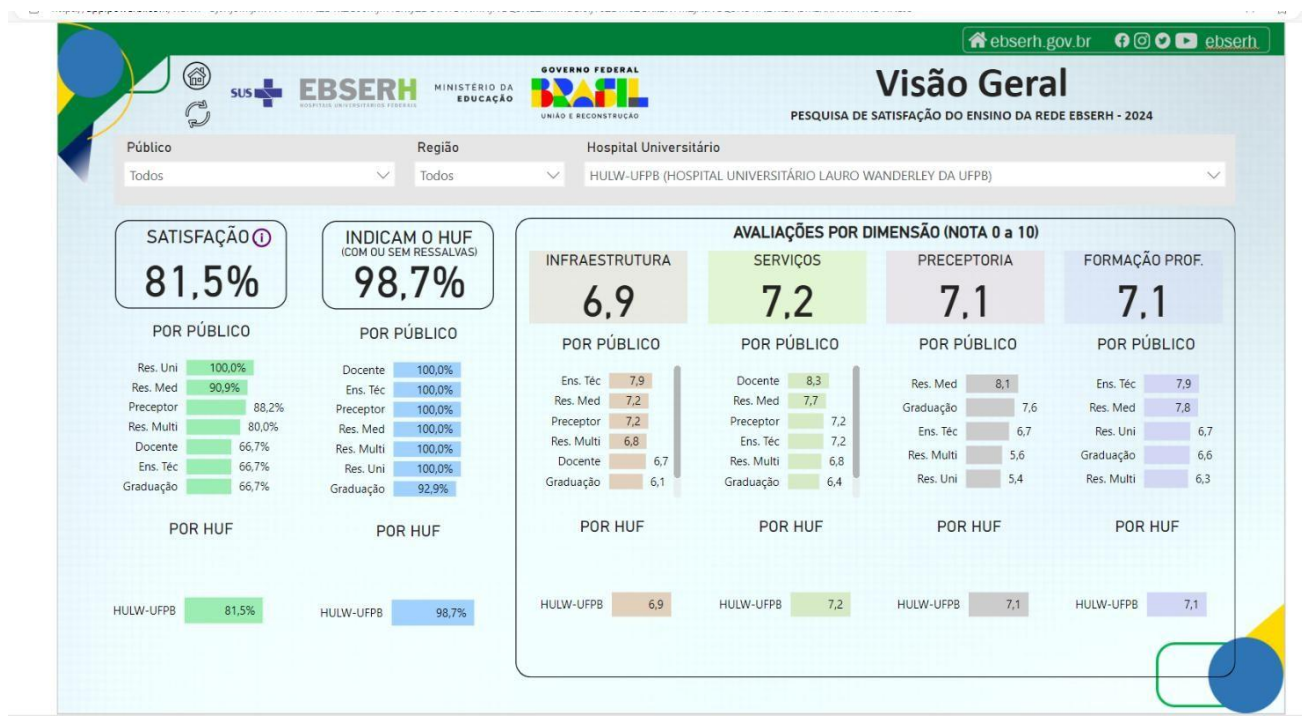 ebserh.gov.br ebserh
SUS EBSERH
HOSPITAIS UNIVERSITÁRIOS FEDERAIS
MINISTÉRIO DA
EDUCAÇÃO
GOVERNO FEDERAL
BRASIL
UNIÃO E RECONSTRUÇÃO
Visão Geral
PESQUISA DE SATISFAÇÃO DO ENSINO DA REDE EBSERH - 2024
Público
Todos
Região
Todos
Hospital Universitário
HULW-UFPB (HOSPITAL UNIVERSITÁRIO LAURO WANDERLEY DA UFPB)
SATISFAÇÃO
81,5%
POR PÚBLICO
Res. Uni 100,0%
Res. Med 90,9%
Preceptor 88,2%
Res. Multi 80,0%
Docente 66,7%
Ens. Téc 66,7%
Graduação 66,7%
POR HUF
HULW-UFPB 81,5%
INDICAM O HUF
(COM OU SEM RESSALVAS)
98,7%
POR PÚBLICO
Docente 100,0%
Ens. Téc 100,0%
Preceptor 100,0%
Res. Med 100,0%
Res. Multi 100,0%
Res. Uni 100,0%
Graduação 92,9%
POR HUF
HULW-UFPB 98,7%
AVALIAÇÕES POR DIMENSÃO (NOTA 0 a 10)
INFRAESTRUTURA
6,9
POR PÚBLICO
Ens. Téc 7,9
Res. Med 7,2
Preceptor 7,2
Res. Multi 6,8
Docente 6,7
Graduação 6,1
POR HUF
HULW-UFPB 6,9
SERVIÇOS
7,2
POR PÚBLICO
Docente 8,3
Res. Med 7,7
Preceptor 7,2
Ens. Téc 7,2
Res. Multi 6,8
Graduação 6,4
POR HUF
HULW-UFPB 7,2
PRECEPTORIA
7,1
POR PÚBLICO
Res. Med 8,1
Graduação 7,6
Ens. Téc 6,7
Res. Multi 5,6
Res. Uni 5,4
POR HUF
HULW-UFPB 7,1
FORMAÇÃO PROF.
7,1
POR PÚBLICO
Ens. Téc 7,9
Res. Med 7,8
Res. Uni 6,7
Graduação 6,6
Res. Multi 6,3
POR HUF
HULW-UFPB 7,1